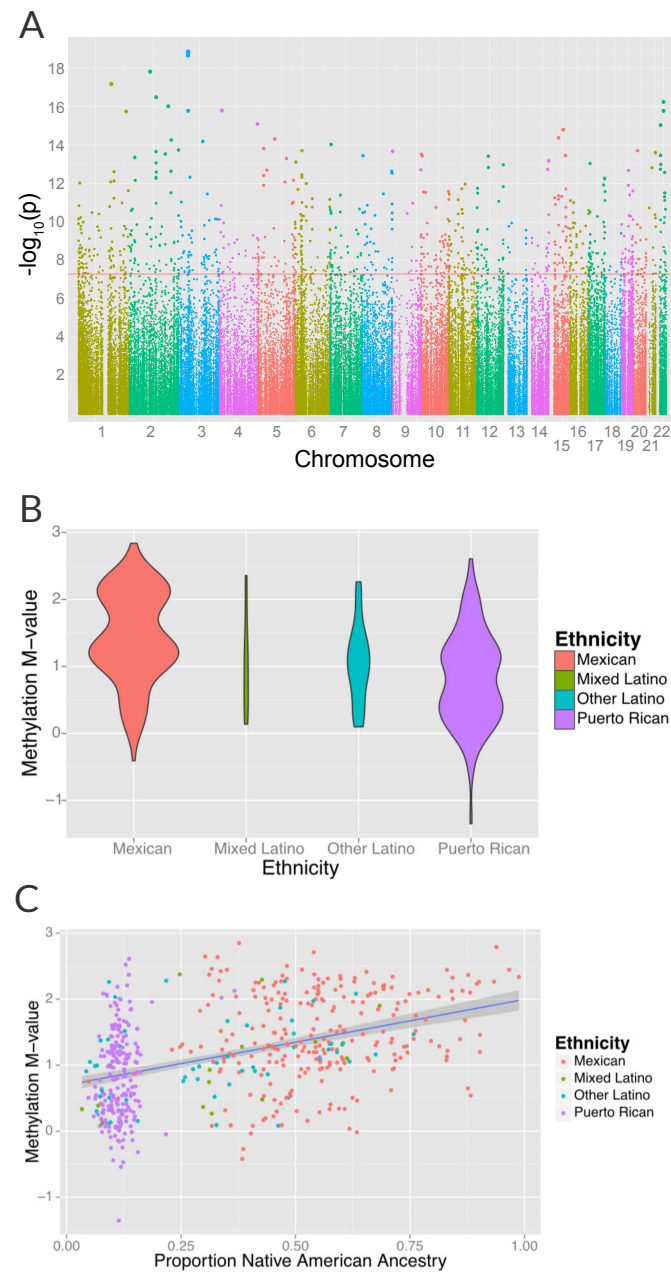 A
18
16
14
12
10
8
6
4
2
-log10(p)
1 2 3 4 5 6 7 8 9 10 11 12 13 14 16 18 20 22
15 17 19 21
Chromosome
B
3
2
1
0
−1
Methylation M−value
Mexican Mixed Latino Other Latino Puerto Rican
Ethnicity
Ethnicity
Mexican
Mixed Latino
Other Latino
Puerto Rican
C
3
2
1
0
−1
Methylation M−value
0.00 0.25 0.50 0.75 1.00
Proportion Native American Ancestry
Ethnicity
Mexican
Mixed Latino
Other Latino
Puerto Rican